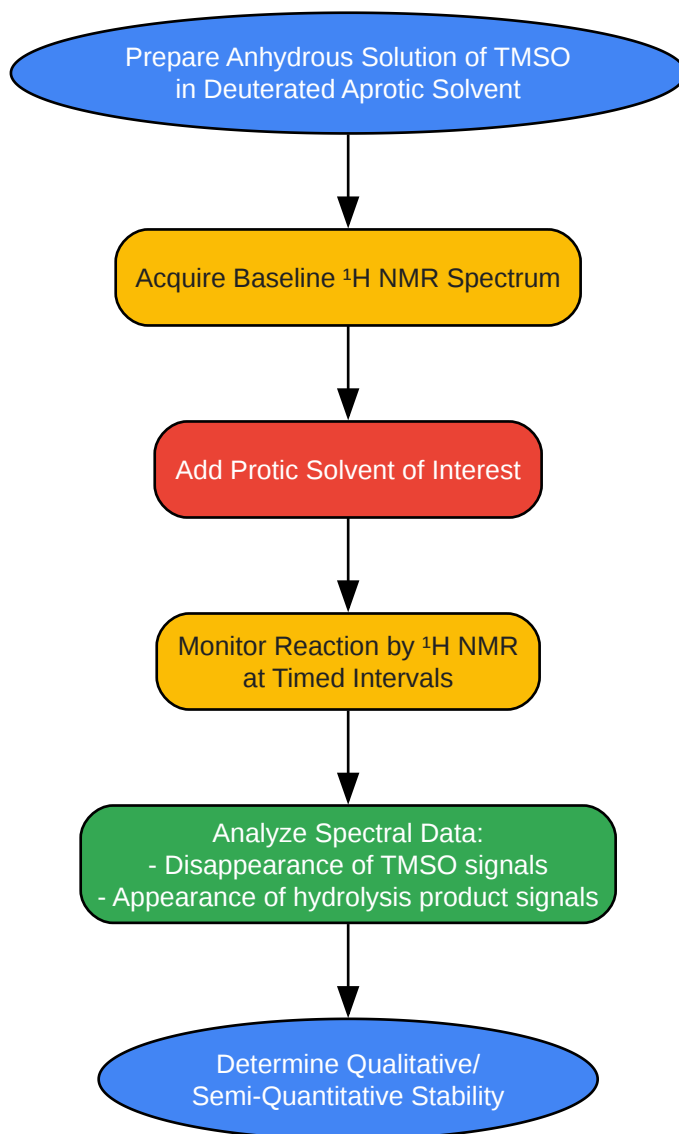 Prepare Anhydrous Solution of TMSO
in Deuterated Aprotic Solvent
Acquire Baseline ¹H NMR Spectrum
Add Protic Solvent of Interest
Monitor Reaction by ¹H NMR
at Timed Intervals
Analyze Spectral Data:
- Disappearance of TMSO signals
- Appearance of hydrolysis product signals
Determine Qualitative/
Semi-Quantitative Stability